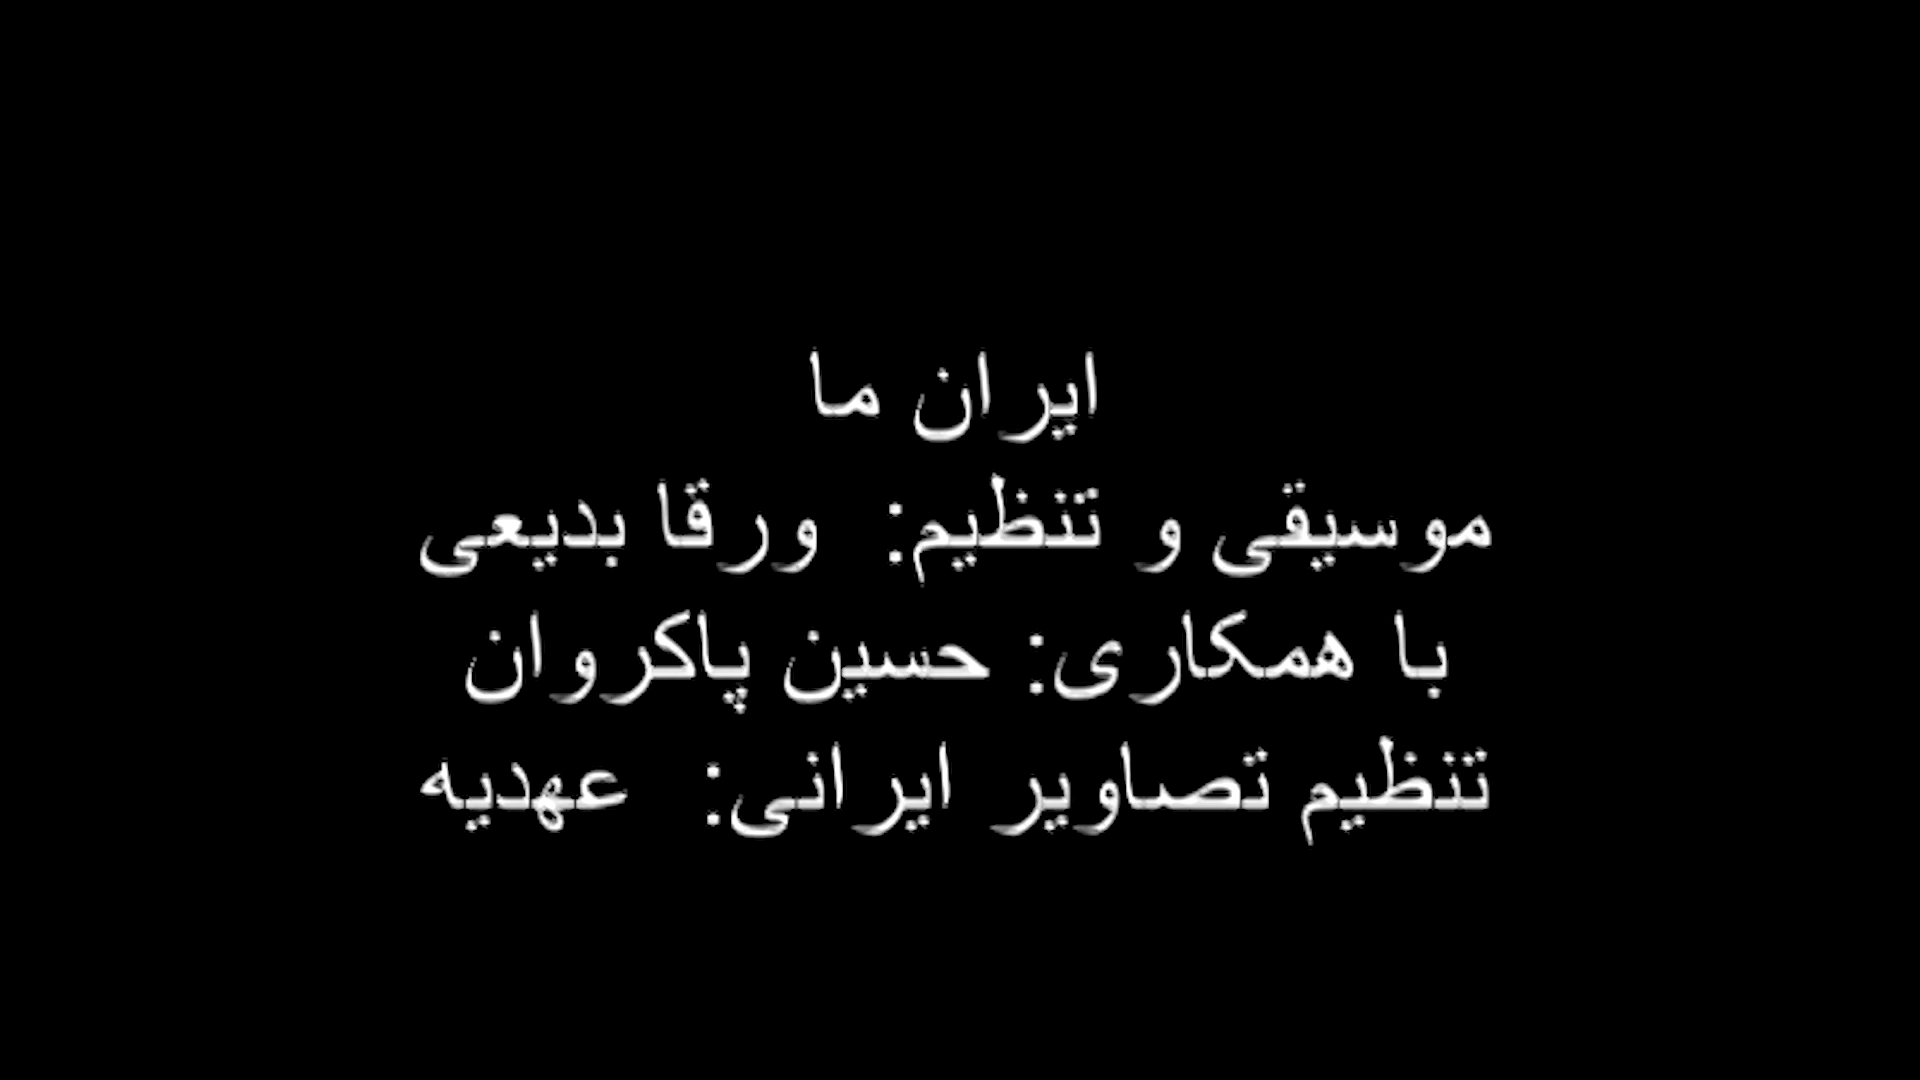 ایران ما
موسیقی و تنظیم: ورقا بدیعی
با همکاری: حسین پاکروان
تنظیم تصاویر ایرانی: عهدیه